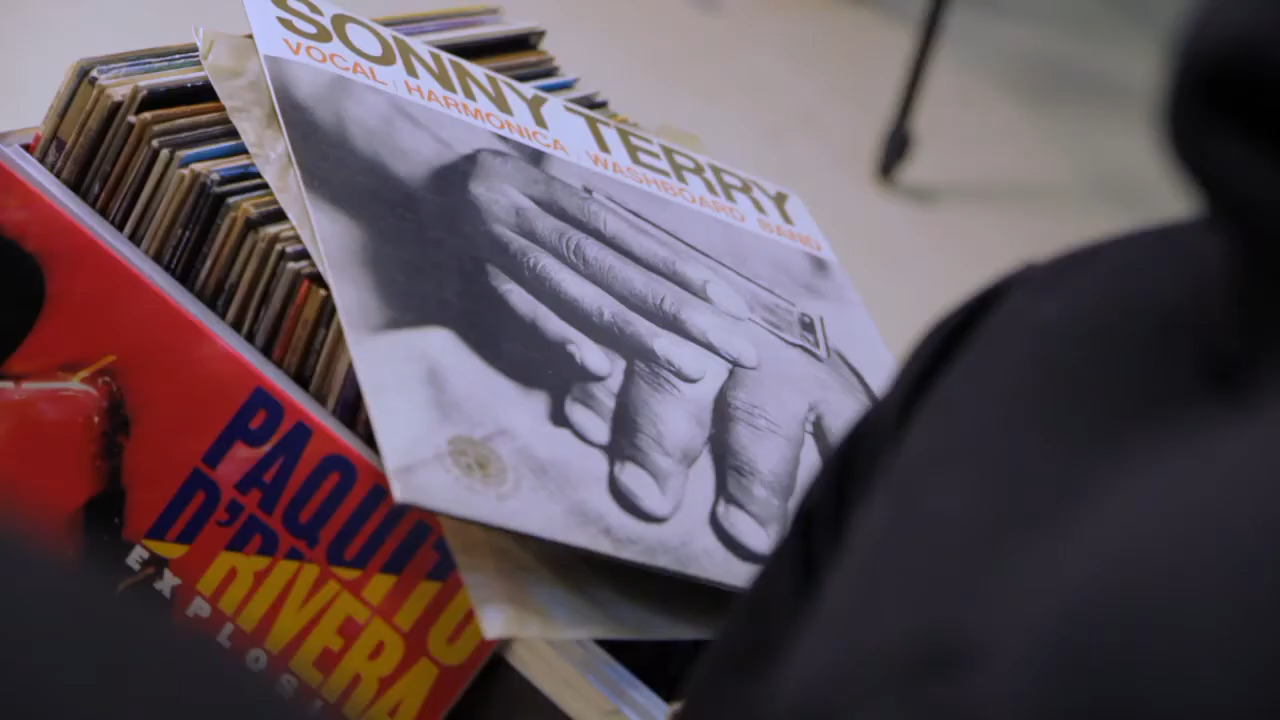 SONNY TERRY
VOCAL | HARMONICA | WASHBOARD BAND
PAQUITO
D'RIVERA
EXPLOS